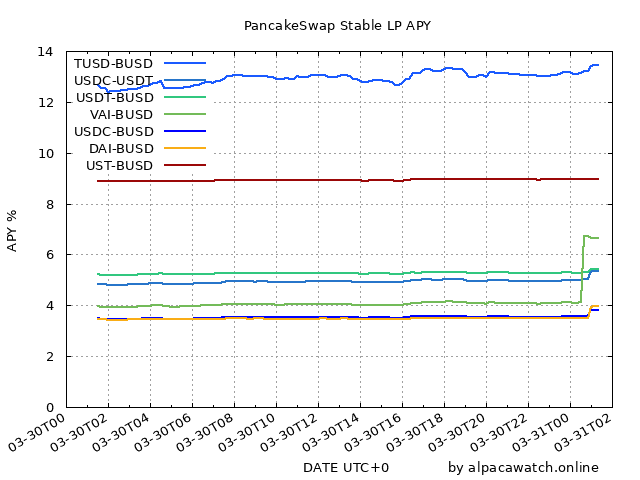 PancakeSwap Stable LP APY
14
12
10
8
6
4
2
0
APY %
TUSD-BUSD
USDC-USDT
USDT-BUSD
VAI-BUSD
USDC-BUSD
DAI-BUSD
UST-BUSD
03-30T00
03-30T02
03-30T04
03-30T06
03-30T08
03-30T10
03-30T12
03-30T14
03-30T16
03-30T18
03-30T20
03-30T22
03-31T00
03-31T02
DATE UTC+0
by alpacawatch.online